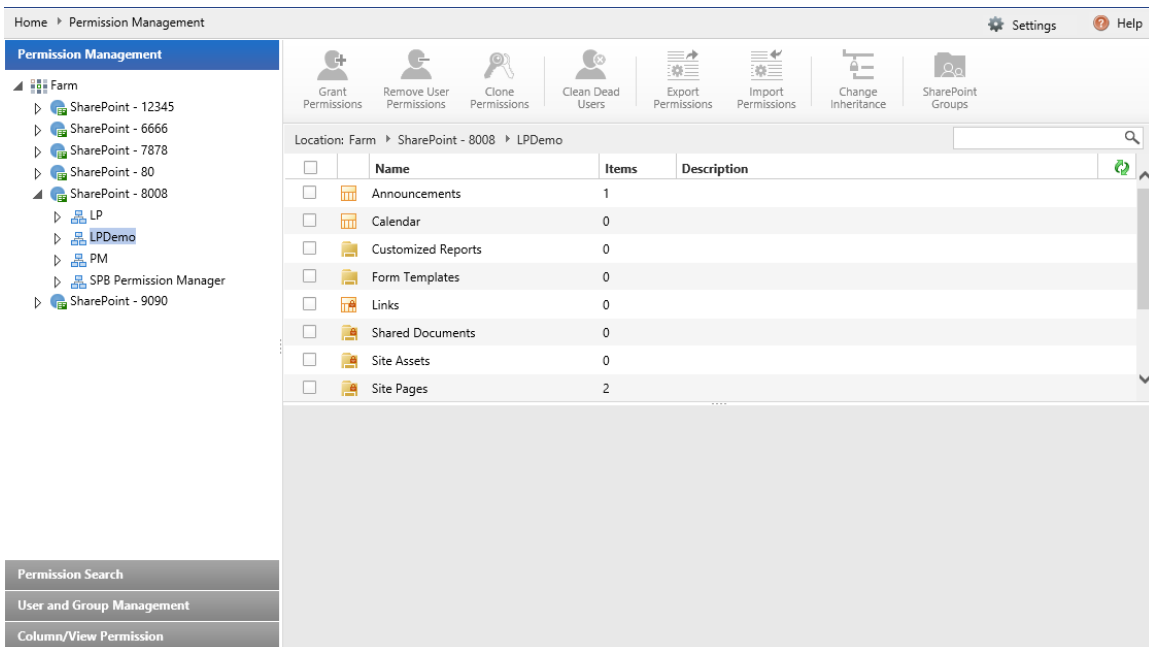 Home Permission Management
Settings Help
Permission Management
Farm
SharePoint - 12345
SharePoint - 6666
SharePoint - 7878
SharePoint - 80
SharePoint - 8008
LP
LPDemo
PM
SPB Permission Manager
SharePoint - 9090
Permission Search
User and Group Management
Column/View Permission
Grant Permissions
Remove User Permissions
Clone Permissions
Clean Dead Users
Export Permissions
Import Permissions
Change Inheritance
SharePoint Groups
Location: Farm SharePoint - 8008 LPDemo
Name Items Description
Announcements 1
Calendar 0
Customized Reports 0
Form Templates 0
Links 0
Shared Documents 0
Site Assets 0
Site Pages 2